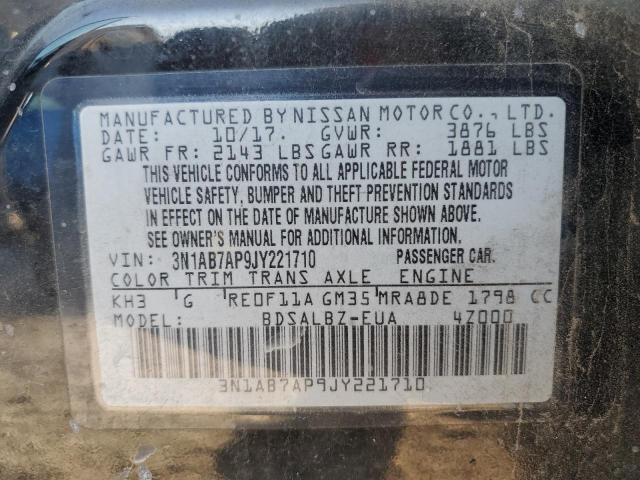 MANUFACTURED BY NISSAN MOTOR CO., LTD.
DATE: 10/17. GVWR: 3876 LBS
GAWR FR: 2143 LBS GAWR RR: 1881 LBS
THIS VEHICLE CONFORMS TO ALL APPLICABLE FEDERAL MOTOR
VEHICLE SAFETY, BUMPER AND THEFT PREVENTION STANDARDS
IN EFFECT ON THE DATE OF MANUFACTURE SHOWN ABOVE.
SEE OWNER'S MANUAL FOR ADDITIONAL INFORMATION.
VIN: 3N1AB7AP9JY221710 PASSENGER CAR.
COLOR TRIM TRANS AXLE ENGINE
KH3 G RE0F11A GM35 MRA8DE 1798 CC
MODEL: BDSALBZ-EUA 4Z000
3N1AB7AP9JY221710